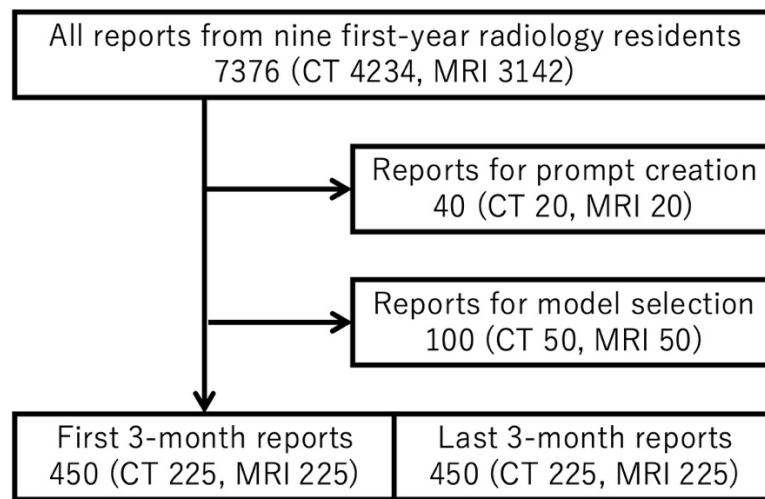 All reports from nine first-year radiology residents
7376 (CT 4234, MRI 3142)
Reports for prompt creation
40 (CT 20, MRI 20)
Reports for model selection
100 (CT 50, MRI 50)
First 3-month reports
450 (CT 225, MRI 225)
Last 3-month reports
450 (CT 225, MRI 225)